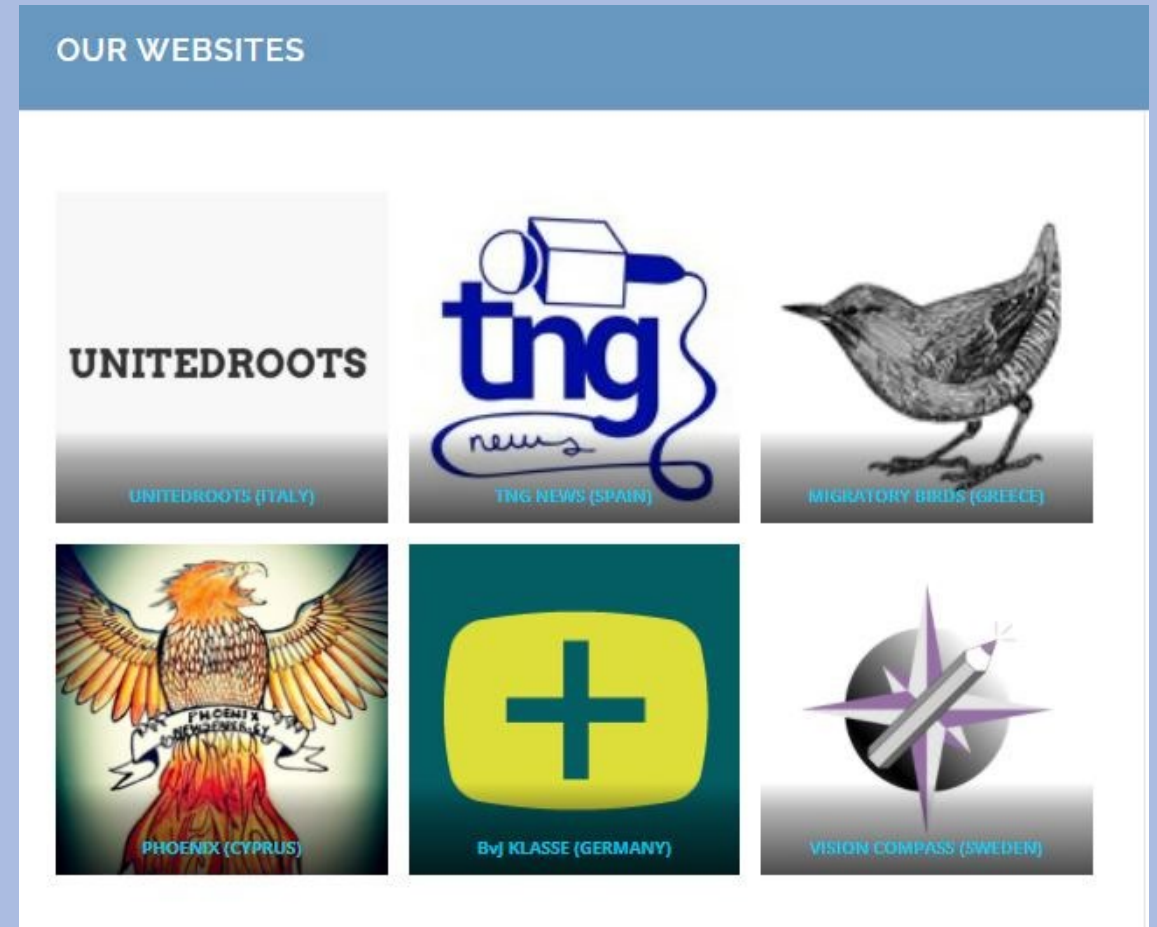 OUR WEBSITES
UNITEDROOTS
UNITEDROOTS (ITALY)
tng
news
TNG NEWS (SPAIN)
MIGRATORY BIRDS (GREECE)
PHOENIX
PHOENIX (CYPRUS)
BvJ KLASSE (GERMANY)
VISION COMPASS (SWEDEN)